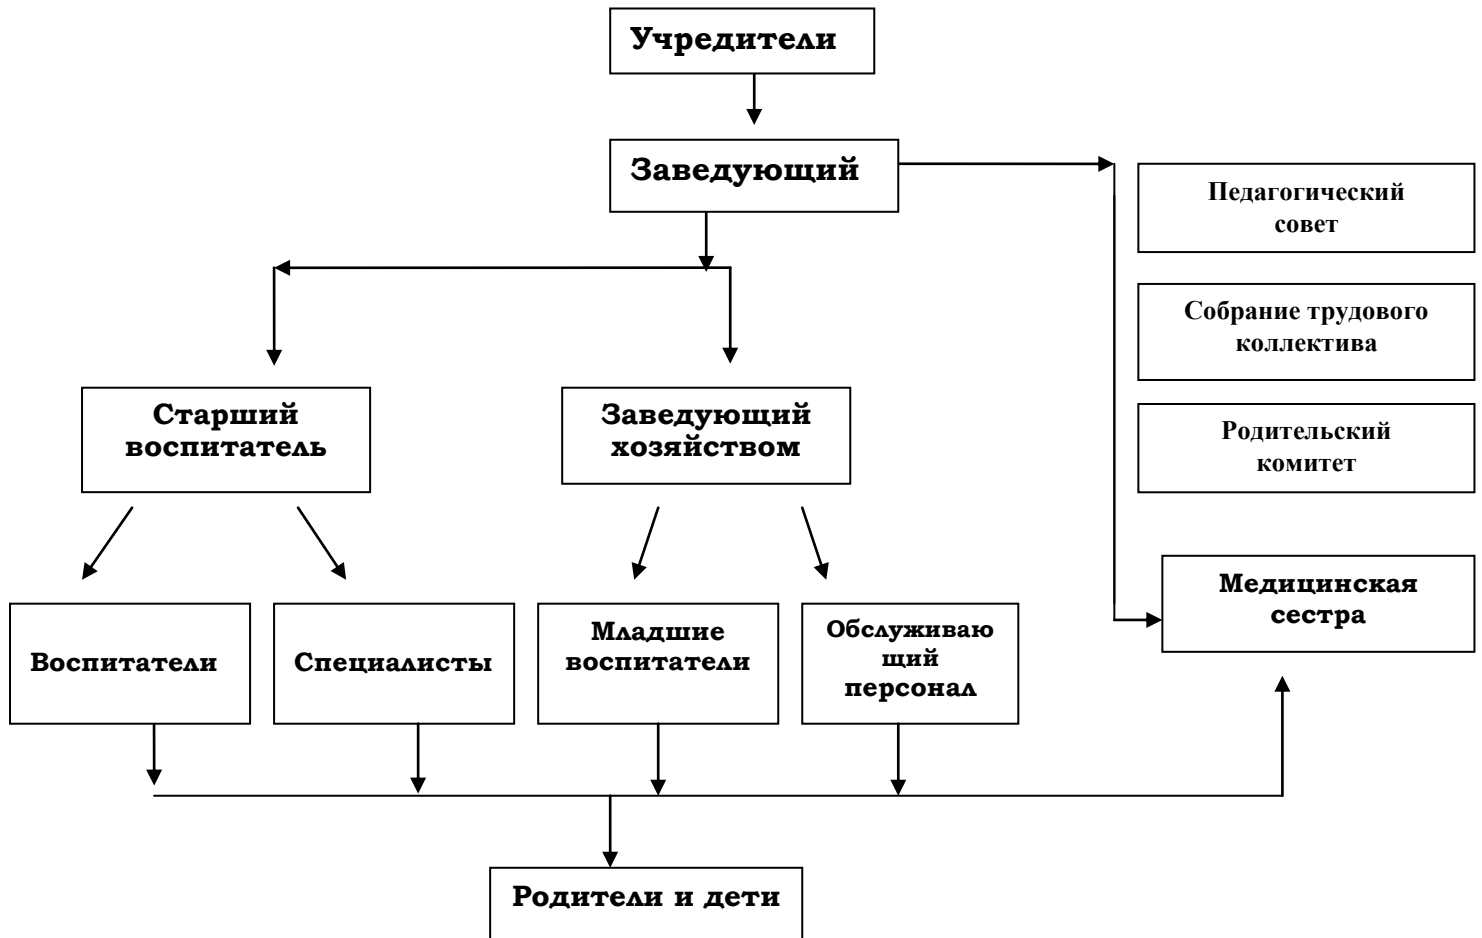 Учредители
Заведующий
Педагогический
совет
Собрание трудового
коллектива
Родительский
комитет
Старший
воспитатель
Заведующий
хозяйством
Медицинская
сестра
Воспитатели
Специалисты
Младшие
воспитатели
Обслуживаю
щий
персонал
Родители и дети